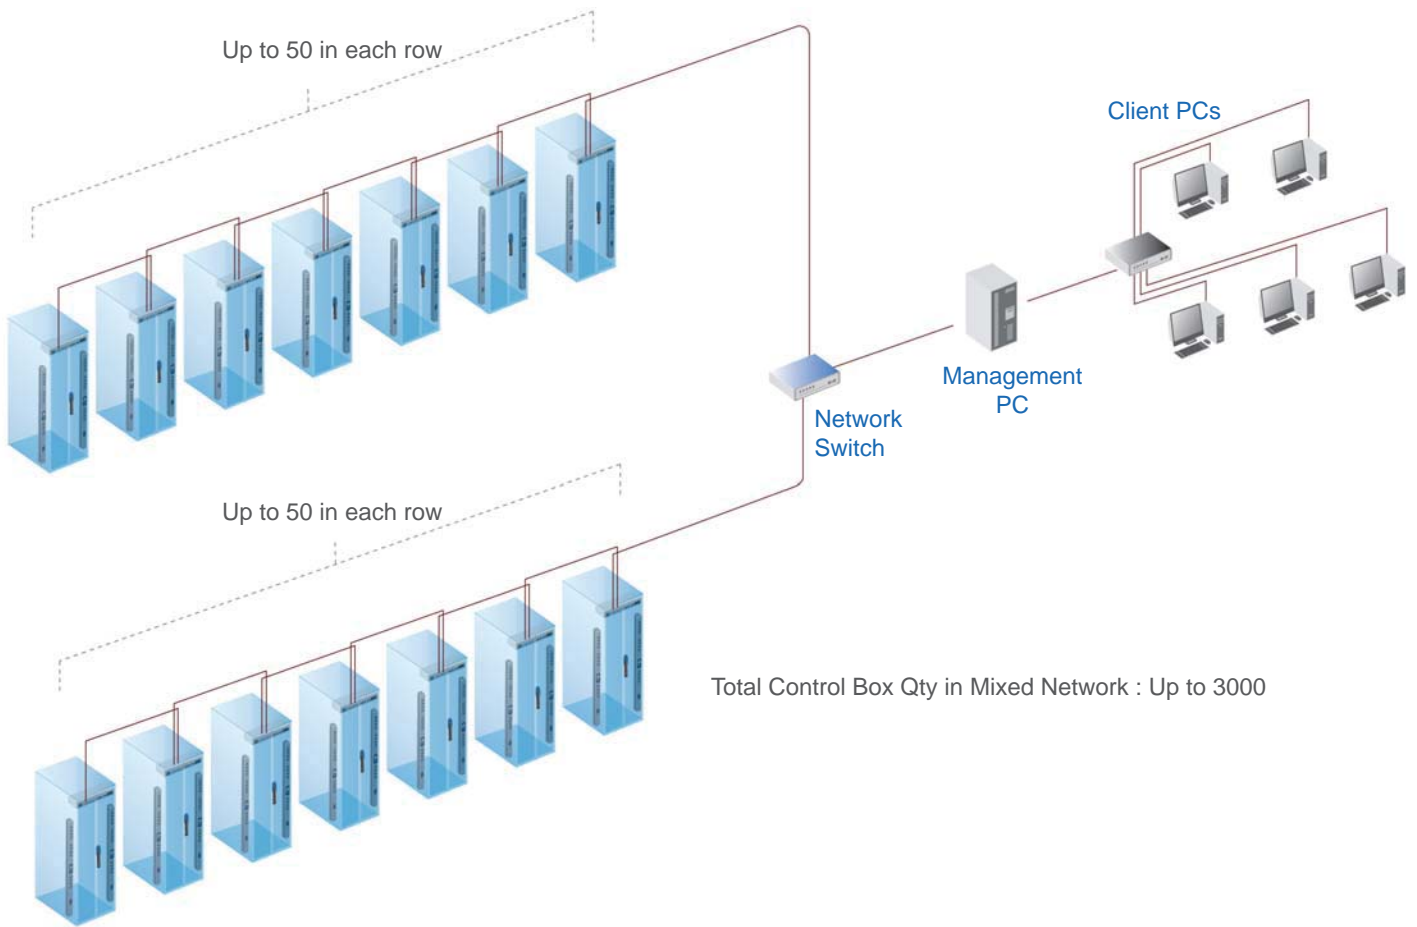 Up to 50 in each row
Client PCs
Management
PC
Network
Switch
Up to 50 in each row
Total Control Box Qty in Mixed Network : Up to 3000